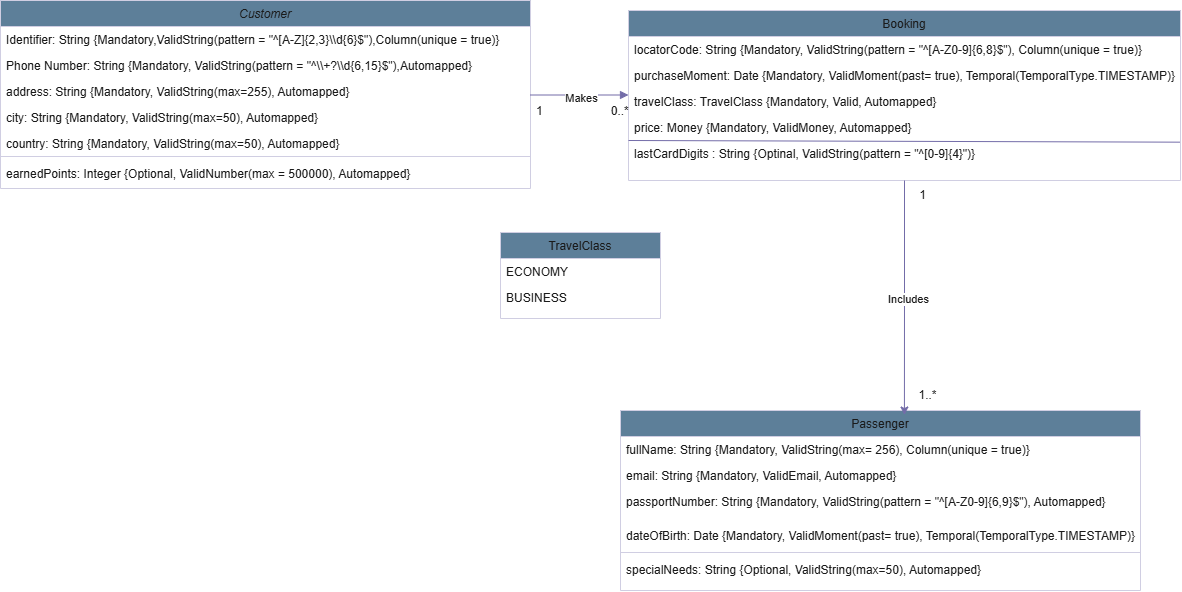 Customer
Identifier: String {Mandatory,ValidString(pattern = "^[A-Z]{2,3}\\d{6}$"),Column(unique = true)}
Phone Number: String {Mandatory, ValidString(pattern = "^\\+?\\d{6,15}$"),Automapped}
address: String {Mandatory, ValidString(max=255), Automapped}
city: String {Mandatory, ValidString(max=50), Automapped}
country: String {Mandatory, ValidString(max=50), Automapped}
earnedPoints: Integer {Optional, ValidNumber(max = 500000), Automapped}
Makes
1
0..*
Booking
locatorCode: String {Mandatory, ValidString(pattern = "^[A-Z0-9]{6,8}$"), Column(unique = true)}
purchaseMoment: Date {Mandatory, ValidMoment(past= true), Temporal(TemporalType.TIMESTAMP)}
travelClass: TravelClass {Mandatory, Valid, Automapped}
price: Money {Mandatory, ValidMoney, Automapped}
lastCardDigits : String {Optinal, ValidString(pattern = "^[0-9]{4}")}
1
TravelClass
ECONOMY
BUSINESS
Includes
1..*
Passenger
fullName: String {Mandatory, ValidString(max= 256), Column(unique = true)}
email: String {Mandatory, ValidEmail, Automapped}
passportNumber: String {Mandatory, ValidString(pattern = "^[A-Z0-9]{6,9}$"), Automapped}
dateOfBirth: Date {Mandatory, ValidMoment(past= true), Temporal(TemporalType.TIMESTAMP)}
specialNeeds: String {Optional, ValidString(max=50), Automapped}